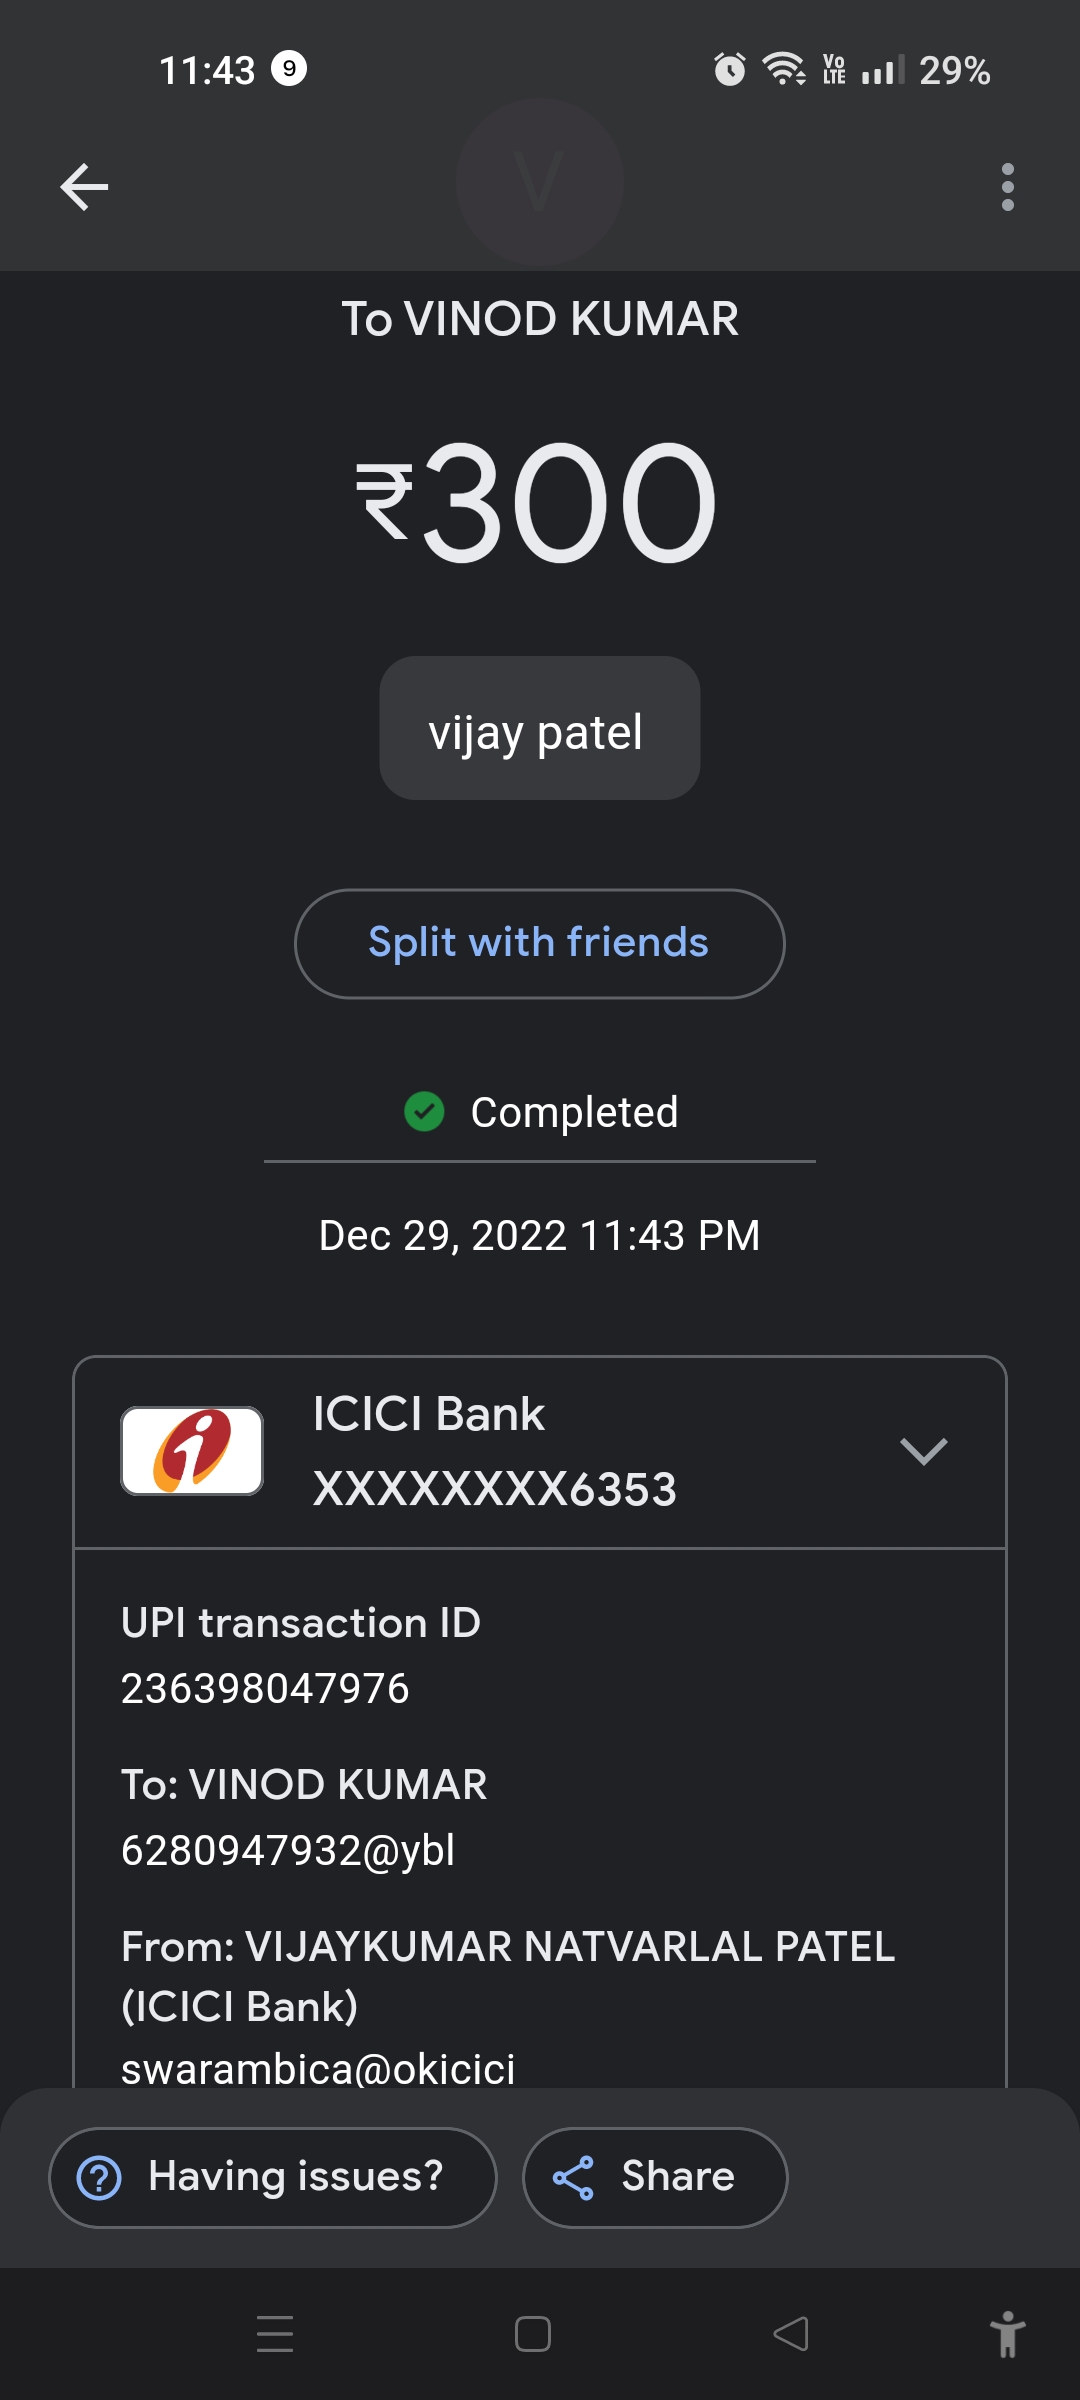 11:43 9 Vo LTE 29%
V
To VINOD KUMAR
₹300
vijay patel
Split with friends
Completed
Dec 29, 2022 11:43 PM
ICICI Bank
XXXXXXXX6353
UPI transaction ID
236398047976
To: VINOD KUMAR
6280947932@ybl
From: VIJAYKUMAR NATVARLAL PATEL
(ICICI Bank)
swarambica@okicici
Having issues? Share